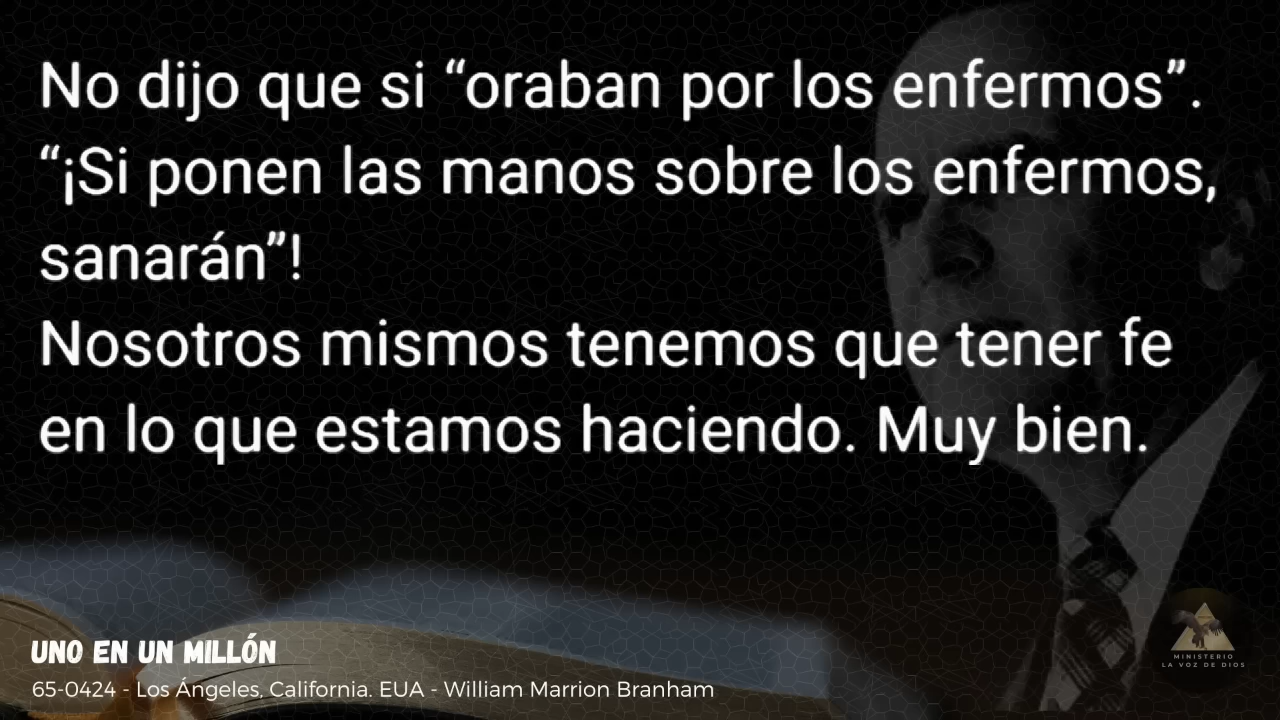 No dijo que si “oraban por los enfermos”.
“¡Si ponen las manos sobre los enfermos,
sanarán”!
Nosotros mismos tenemos que tener fe
en lo que estamos haciendo. Muy bien.
UNO EN UN MILLÓN
65-0424 - Los Ángeles, California. EUA - William Marrion Branham
MINISTERIO
LA VOZ DE DIOS